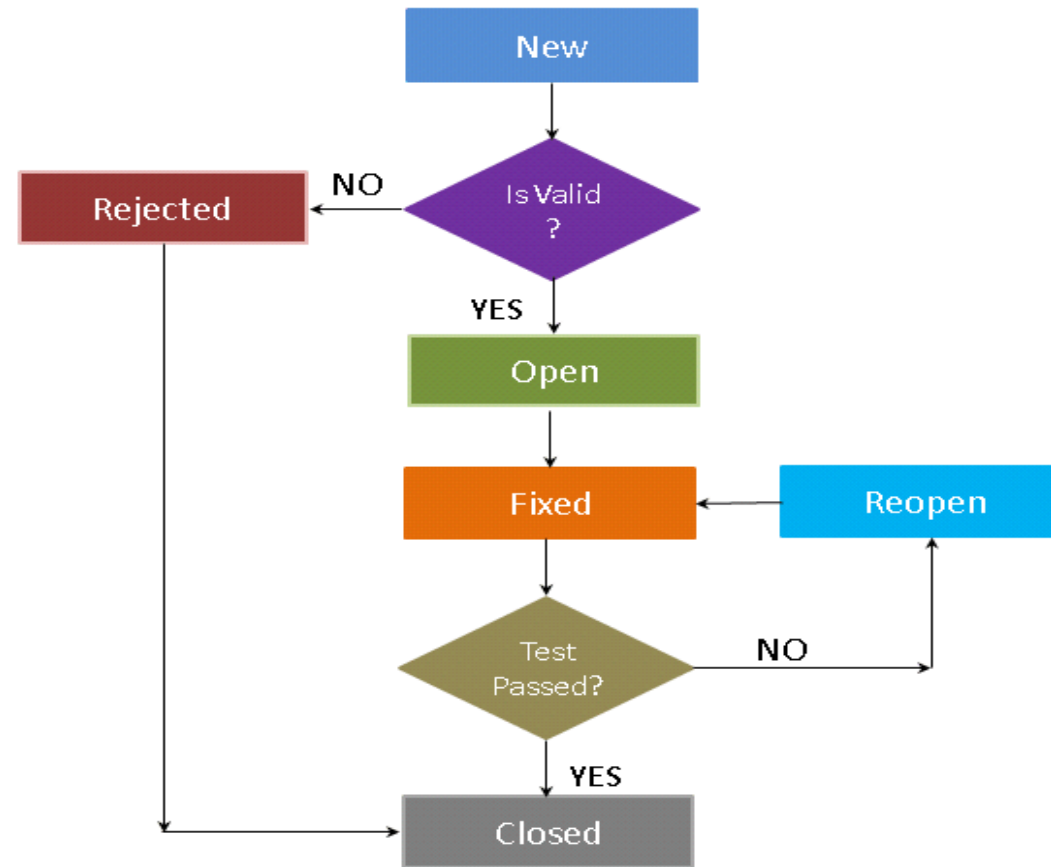 New
NO
Rejected
Is Valid
?
YES
Open
Fixed
Reopen
Test
Passed?
NO
YES
Closed